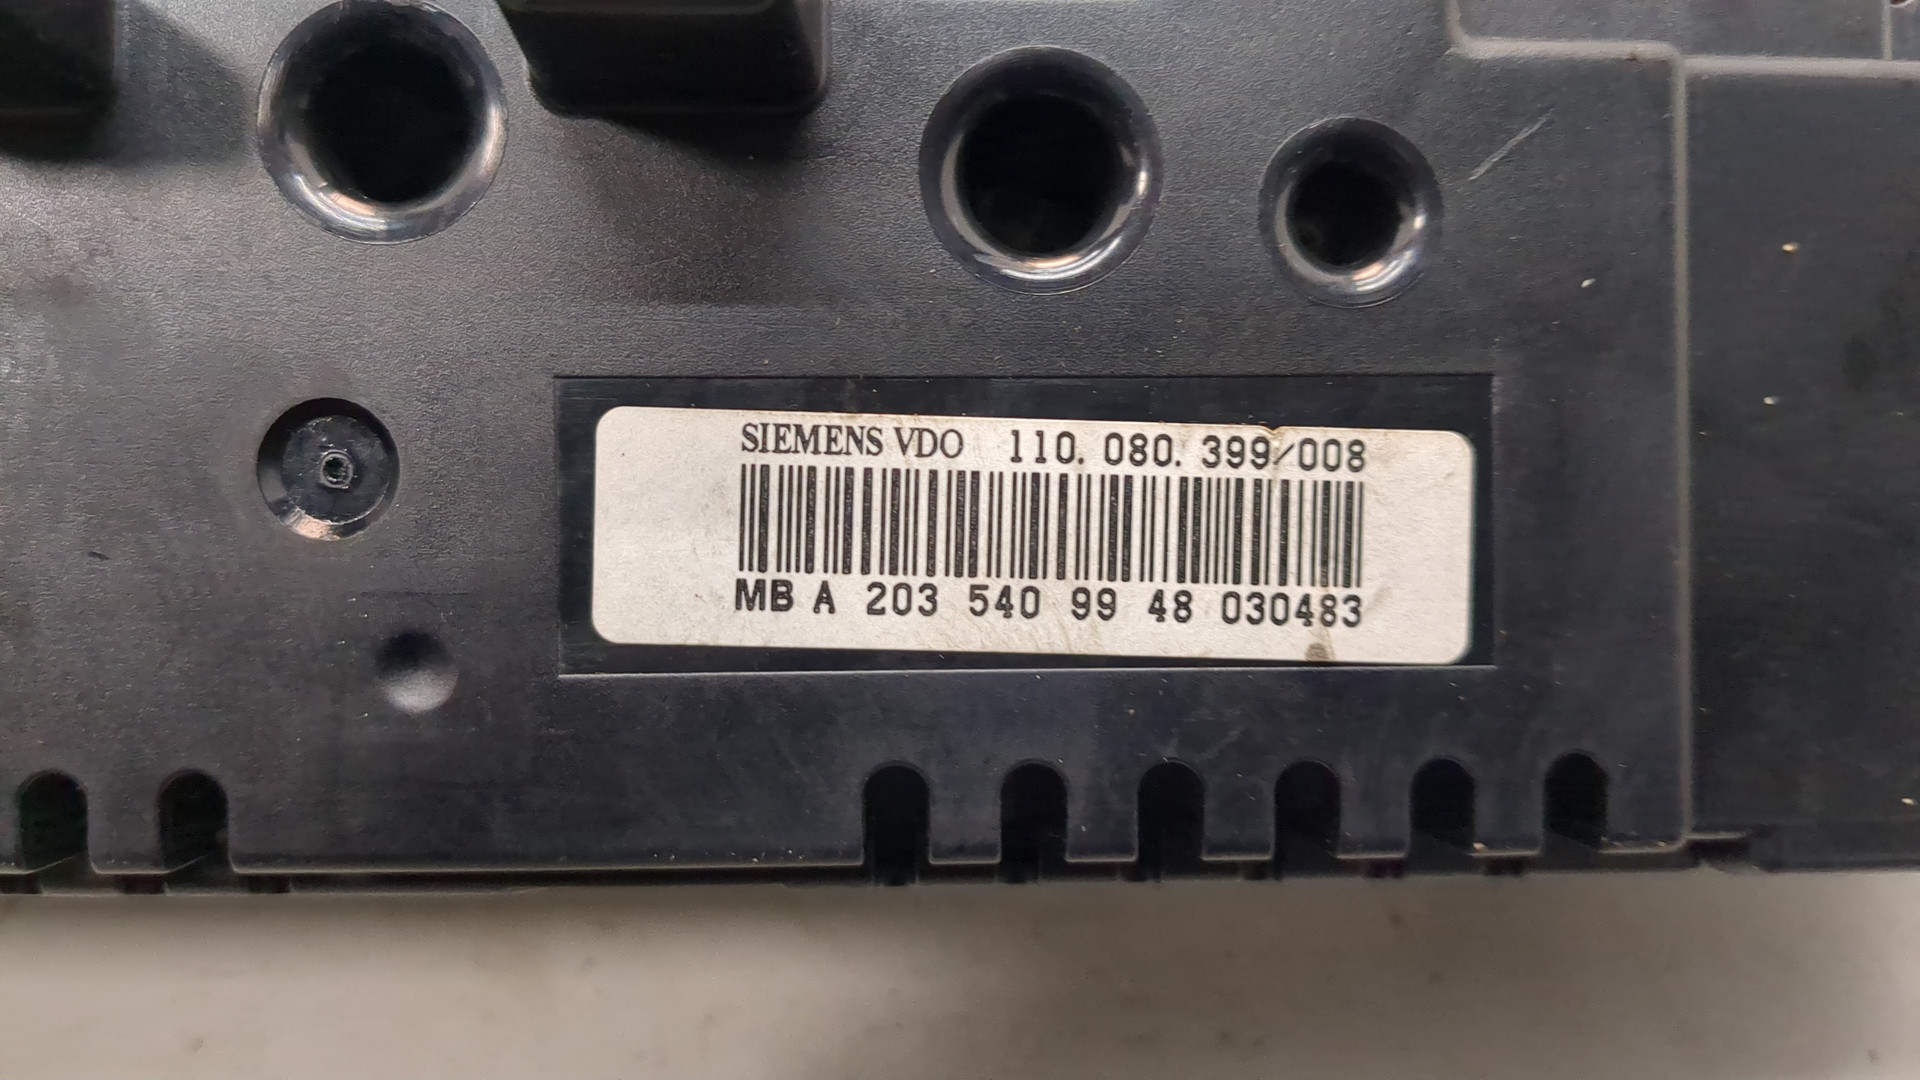 SIEMENS VDO 110. 080. 399/008
MB A 203 540 99 48 030483